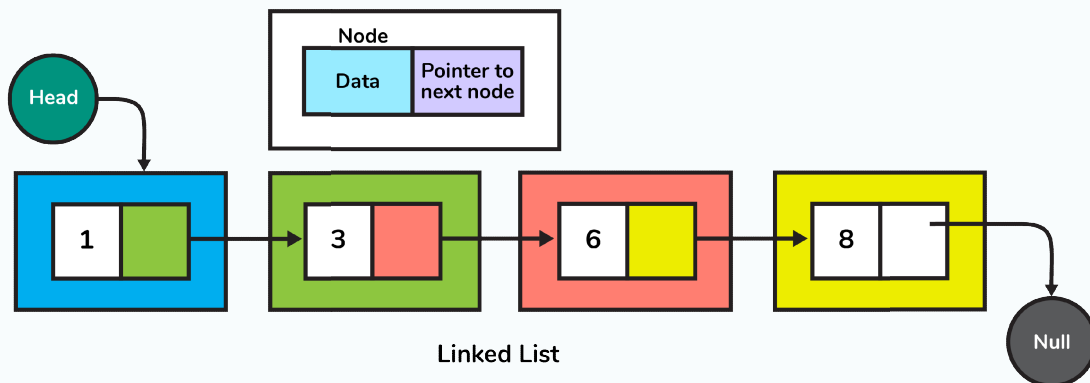 Node
Data
Pointer to
next node
Head
1
3
6
8
Null
Linked List